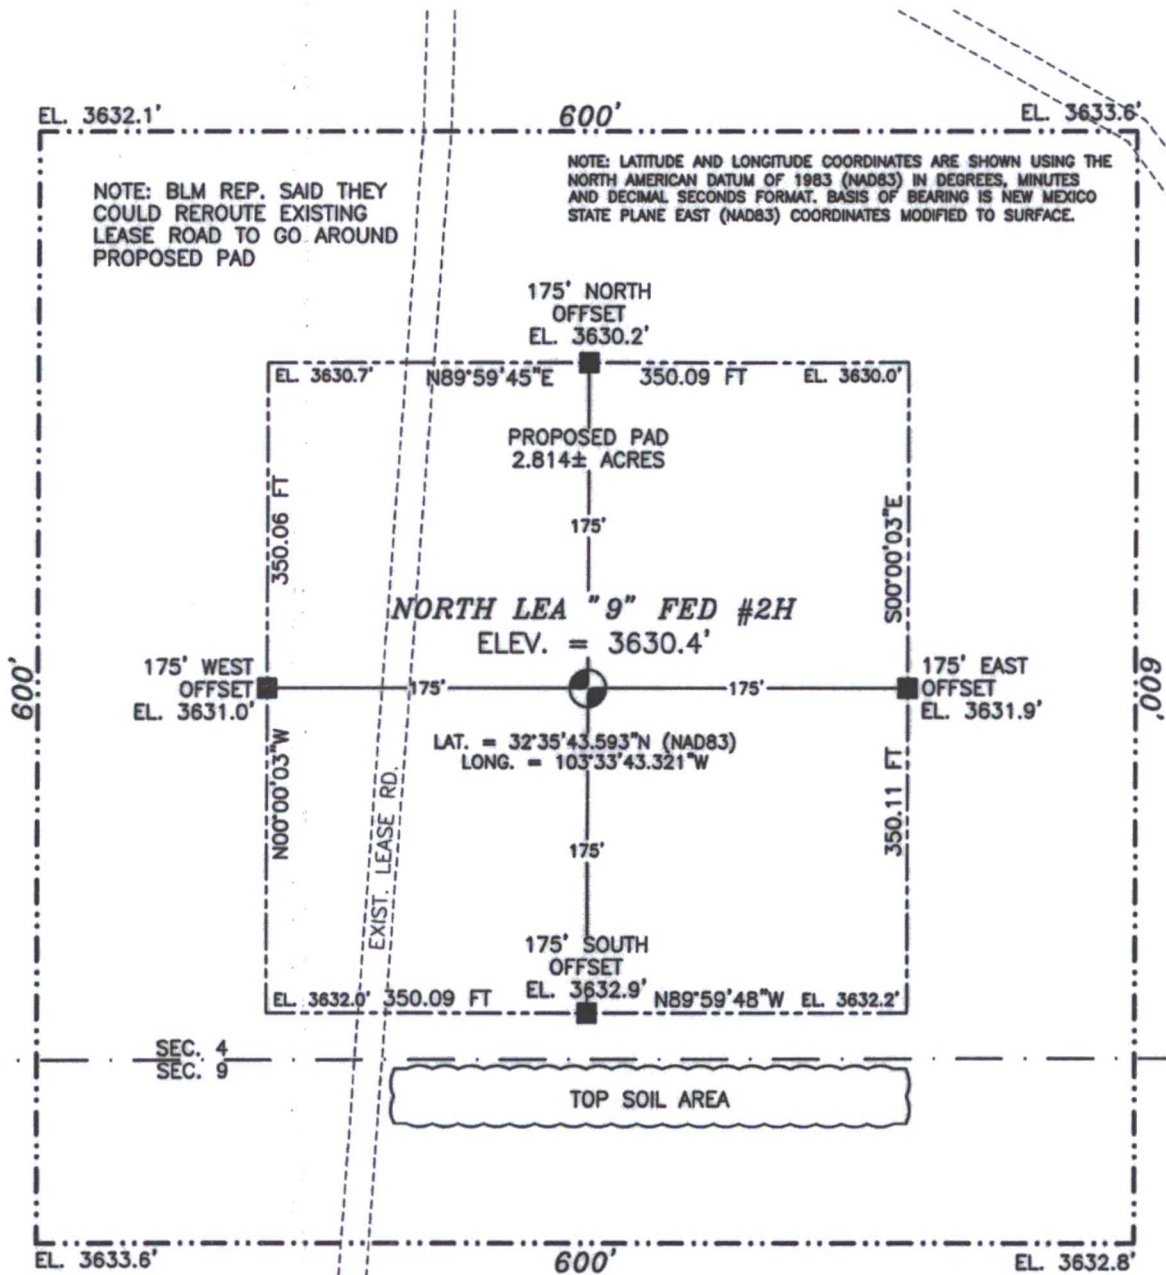 EL. 3632.1'
600'
EL. 3633.6'
NOTE: BLM REP. SAID THEY
COULD REROUTE EXISTING
LEASE ROAD TO GO AROUND
PROPOSED PAD
NOTE: LATITUDE AND LONGITUDE COORDINATES ARE SHOWN USING THE
NORTH AMERICAN DATUM OF 1983 (NAD83) IN DEGREES, MINUTES
AND DECIMAL SECONDS FORMAT. BASIS OF BEARING IS NEW MEXICO
STATE PLANE EAST (NAD83) COORDINATES MODIFIED TO SURFACE.
175' NORTH
OFFSET
EL. 3630.2'
EL. 3630.7'
N89°59'45"E
350.09 FT
EL. 3630.0'
PROPOSED PAD
2.814± ACRES
350.06 FT
175'
S00°00'03"E
NORTH LEA "9" FED #2H
ELEV. = 3630.4'
600'
175' WEST
OFFSET
EL. 3631.0'
175'
175'
175' EAST
OFFSET
EL. 3631.9'
600'
LAT. = 32°35'43.593"N (NAD83)
LONG. = 103°33'43.321"W
N00°00'03"W
EXIST. LEASE RD.
175'
350.11 FT
175' SOUTH
OFFSET
EL. 3632.9'
EL. 3632.0'
350.09 FT
N89°59'48"W
EL. 3632.2'
SEC. 4
SEC. 9
TOP SOIL AREA
EL. 3633.6'
600'
EL. 3632.8'